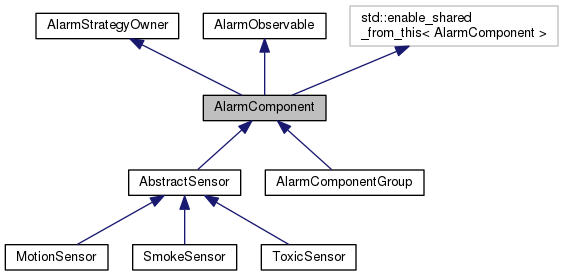 AlarmStrategyOwner
AlarmObservable
std::enable_shared
_from_this< AlarmComponent >
AlarmComponent
AbstractSensor
AlarmComponentGroup
MotionSensor
SmokeSensor
ToxicSensor